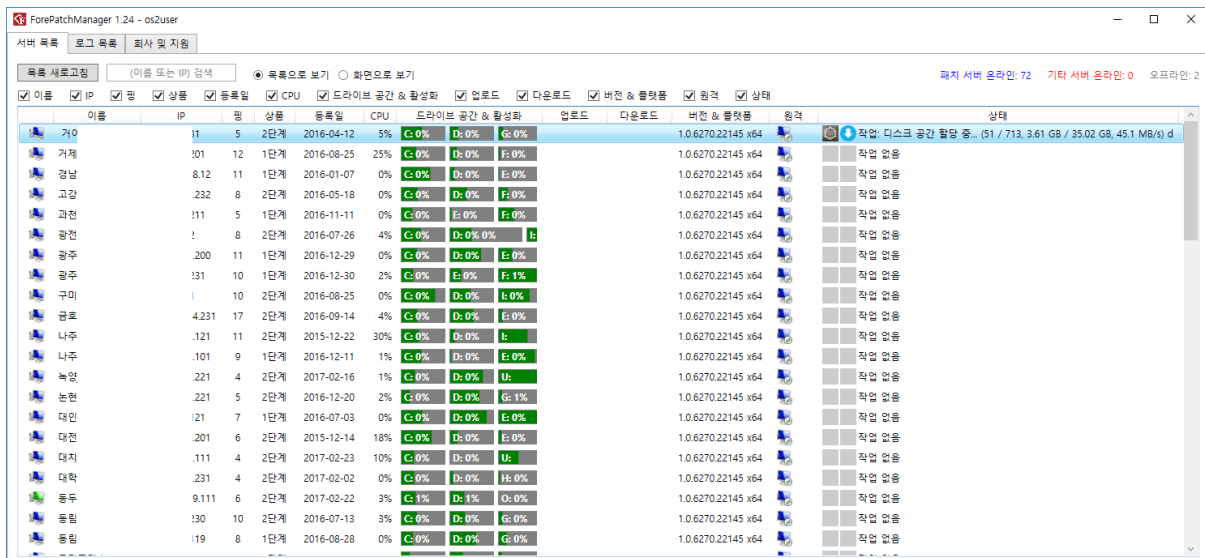 ForePatchManager 1.24 - os2user
서버 목록 로그 목록 회사 및 지원
목록 새로고침 (이름 또는 IP) 검색 목록으로 보기 화면으로 보기 패치 서버 온라인: 72 기타 서버 온라인: 0 오프라인: 2
이름 IP 핑 상품 등록일 CPU 드라이브 공간 & 활성화 업로드 다운로드 버전 & 플랫폼 원격 상태
이름 IP 핑 상품 등록일 CPU 드라이브 공간 & 활성화 업로드 다운로드 버전 & 플랫폼 원격 상태
31 5 2단계 2016-04-12 5% C: 0% D: 0% G: 0% 1.0.6270.22145 x64 작업: 디스크 공간 할당 중... (51 / 713, 3.61 GB / 35.02 GB, 45.1 MB/s) d
거제 201 12 1단계 2016-08-25 25% C: 0% D: 0% F: 0% 1.0.6270.22145 x64 작업 없음
경남 8.12 11 1단계 2016-01-07 0% C: 0% D: 0% E: 0% 1.0.6270.22145 x64 작업 없음
고강 .232 8 2단계 2016-05-18 0% C: 0% D: 0% F: 0% 1.0.6270.22145 x64 작업 없음
과천 211 5 1단계 2016-11-11 0% C: 0% E: 0% F: 0% 1.0.6270.22145 x64 작업 없음
광전 8 2단계 2016-07-26 4% C: 0% D: 0% 0% I: 1.0.6270.22145 x64 작업 없음
광주 .200 11 1단계 2016-12-29 0% C: 0% D: 0% E: 0% 1.0.6270.22145 x64 작업 없음
광주 231 10 1단계 2016-12-30 2% C: 0% E: 0% F: 1% 1.0.6270.22145 x64 작업 없음
구미 10 2단계 2016-08-25 0% C: 0% D: 0% I: 0% 1.0.6270.22145 x64 작업 없음
금호 4.231 17 2단계 2016-09-14 4% C: 0% D: 0% E: 0% 1.0.6270.22145 x64 작업 없음
나주 .121 11 2단계 2015-12-22 30% C: 0% D: 0% I: 1.0.6270.22145 x64 작업 없음
나주 .101 9 1단계 2016-12-11 1% C: 0% D: 0% E: 0% 1.0.6270.22145 x64 작업 없음
녹양 .221 4 2단계 2017-02-16 1% C: 0% D: 0% U: 1.0.6270.22145 x64 작업 없음
논현 .221 5 2단계 2016-12-20 2% C: 0% D: 0% G: 1% 1.0.6270.22145 x64 작업 없음
대인 121 7 1단계 2016-07-03 0% C: 0% D: 0% E: 0% 1.0.6270.22145 x64 작업 없음
대전 .201 6 2단계 2015-12-14 18% C: 0% D: 0% E: 0% 1.0.6270.22145 x64 작업 없음
대치 .111 4 2단계 2017-02-23 10% C: 0% D: 0% U: 1.0.6270.22145 x64 작업 없음
대학 .231 4 2단계 2017-02-02 0% C: 0% D: 0% H: 0% 1.0.6270.22145 x64 작업 없음
동두 9.111 6 2단계 2017-02-22 3% C: 1% D: 1% O: 0% 1.0.6270.22145 x64 작업 없음
동림 230 10 2단계 2016-07-13 3% C: 0% D: 0% G: 0% 1.0.6270.22145 x64 작업 없음
동림 119 8 1단계 2016-08-28 0% C: 0% D: 0% G: 0% 1.0.6270.22145 x64 작업 없음